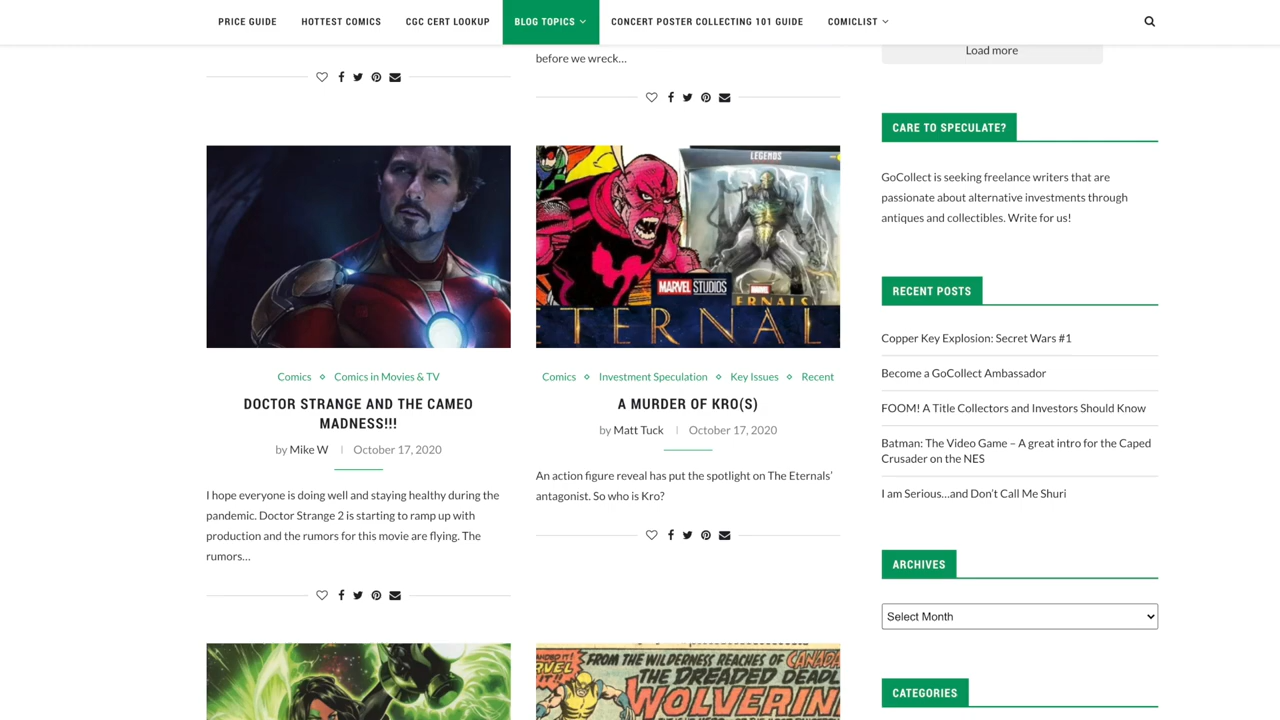 PRICE GUIDE HOTTEST COMICS CGC CERT LOOKUP BLOG TOPICS CONCERT POSTER COLLECTING 101 GUIDE COMICLIST
before we wreck...
LEGENDS
MARVEL STUDIOS
MARVEL
ETERNALS
ETERNAL
Comics Comics in Movies & TV
DOCTOR STRANGE AND THE CAMEO
MADNESS!!!
by Mike W October 17, 2020
I hope everyone is doing well and staying healthy during the
pandemic. Doctor Strange 2 is starting to ramp up with
production and the rumors for this movie are flying. The
rumors...
Comics Investment Speculation Key Issues Recent
A MURDER OF KRO(S)
by Matt Tuck October 17, 2020
An action figure reveal has put the spotlight on The Eternals'
antagonist. So who is Kro?
FROM THE WILDERNESS REACHES OF CANADA
THE DREADED DEADL
WOLVERIN
Load more
CARE TO SPECULATE?
GoCollect is seeking freelance writers that are
passionate about alternative investments through
antiques and collectibles. Write for us!
RECENT POSTS
Copper Key Explosion: Secret Wars #1
Become a GoCollect Ambassador
FOOM! A Title Collectors and Investors Should Know
Batman: The Video Game – A great intro for the Caped
Crusader on the NES
I am Serious...and Don't Call Me Shuri
ARCHIVES
Select Month
CATEGORIES